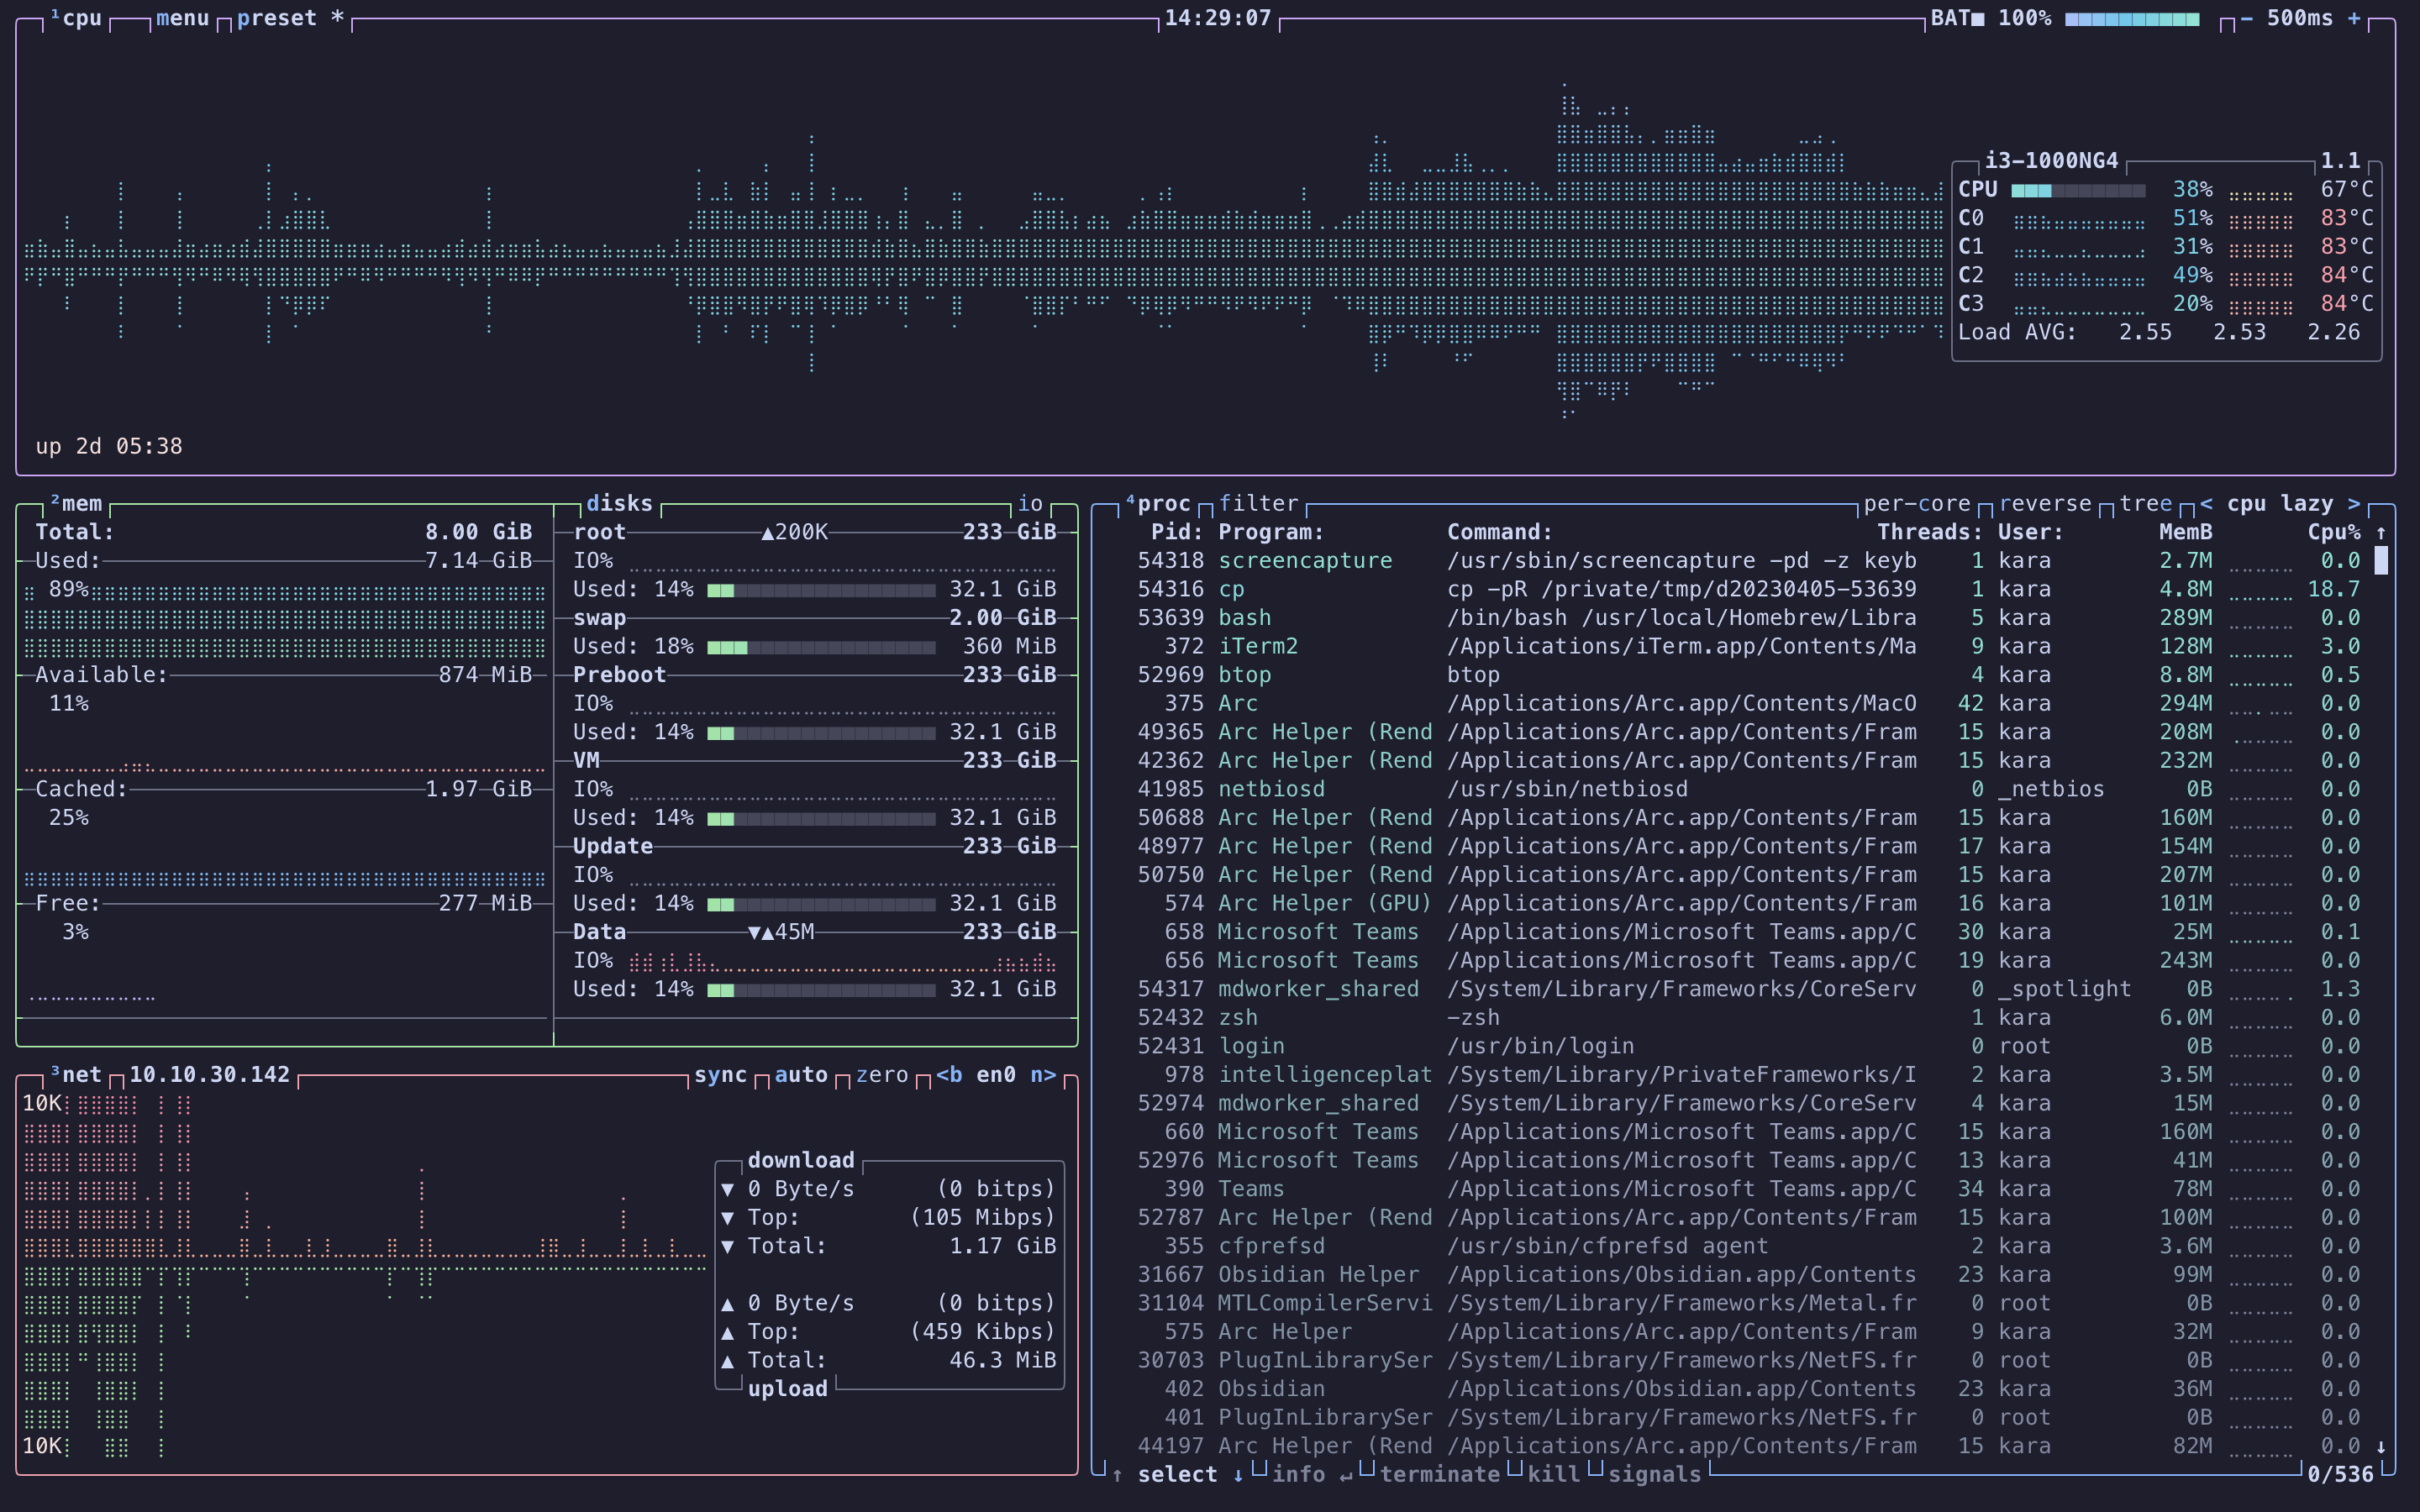 ¹cpu menu preset * 14:29:07 BAT■ 100% - 500ms +
i3-1000NG4 1.1
CPU 38% 67°C
C0 51% 83°C
C1 31% 83°C
C2 49% 84°C
C3 20% 84°C
Load AVG: 2.55 2.53 2.26
up 2d 05:38
²mem
Total: 8.00 GiB
Used: 7.14 GiB
89%
Available: 874 MiB
11%
Cached: 1.97 GiB
25%
Free: 277 MiB
3%
disks io
root ▲200K 233 GiB
IO%
Used: 14% 32.1 GiB
swap 2.00 GiB
Used: 18% 360 MiB
Preboot 233 GiB
IO%
Used: 14% 32.1 GiB
VM 233 GiB
IO%
Used: 14% 32.1 GiB
Update 233 GiB
IO%
Used: 14% 32.1 GiB
Data ▼▲45M 233 GiB
IO%
Used: 14% 32.1 GiB
³net 10.10.30.142 sync auto zero <b en0 n>
10K
download
▼ 0 Byte/s (0 bitps)
▼ Top: (105 Mibps)
▼ Total: 1.17 GiB
▲ 0 Byte/s (0 bitps)
▲ Top: (459 Kibps)
▲ Total: 46.3 MiB
upload
10K
⁴proc filter per-core reverse tree < cpu lazy >
Pid: Program: Command: Threads: User: MemB Cpu% ↑
54318 screencapture /usr/sbin/screencapture -pd -z keyb 1 kara 2.7M 0.0
54316 cp cp -pR /private/tmp/d20230405-53639 1 kara 4.8M 18.7
53639 bash /bin/bash /usr/local/Homebrew/Libra 5 kara 289M 0.0
372 iTerm2 /Applications/iTerm.app/Contents/Ma 9 kara 128M 3.0
52969 btop btop 4 kara 8.8M 0.5
375 Arc /Applications/Arc.app/Contents/MacO 42 kara 294M 0.0
49365 Arc Helper (Rend /Applications/Arc.app/Contents/Fram 15 kara 208M 0.0
42362 Arc Helper (Rend /Applications/Arc.app/Contents/Fram 15 kara 232M 0.0
41985 netbiosd /usr/sbin/netbiosd 0 _netbios 0B 0.0
50688 Arc Helper (Rend /Applications/Arc.app/Contents/Fram 15 kara 160M 0.0
48977 Arc Helper (Rend /Applications/Arc.app/Contents/Fram 17 kara 154M 0.0
50750 Arc Helper (Rend /Applications/Arc.app/Contents/Fram 15 kara 207M 0.0
574 Arc Helper (GPU) /Applications/Arc.app/Contents/Fram 16 kara 101M 0.0
658 Microsoft Teams /Applications/Microsoft Teams.app/C 30 kara 25M 0.1
656 Microsoft Teams /Applications/Microsoft Teams.app/C 19 kara 243M 0.0
54317 mdworker_shared /System/Library/Frameworks/CoreServ 0 _spotlight 0B 1.3
52432 zsh -zsh 1 kara 6.0M 0.0
52431 login /usr/bin/login 0 root 0B 0.0
978 intelligenceplat /System/Library/PrivateFrameworks/I 2 kara 3.5M 0.0
52974 mdworker_shared /System/Library/Frameworks/CoreServ 4 kara 15M 0.0
660 Microsoft Teams /Applications/Microsoft Teams.app/C 15 kara 160M 0.0
52976 Microsoft Teams /Applications/Microsoft Teams.app/C 13 kara 41M 0.0
390 Teams /Applications/Microsoft Teams.app/C 34 kara 78M 0.0
52787 Arc Helper (Rend /Applications/Arc.app/Contents/Fram 15 kara 100M 0.0
355 cfprefsd /usr/sbin/cfprefsd agent 2 kara 3.6M 0.0
31667 Obsidian Helper /Applications/Obsidian.app/Contents 23 kara 99M 0.0
31104 MTLCompilerServi /System/Library/Frameworks/Metal.fr 0 root 0B 0.0
575 Arc Helper /Applications/Arc.app/Contents/Fram 9 kara 32M 0.0
30703 PlugInLibrarySer /System/Library/Frameworks/NetFS.fr 0 root 0B 0.0
402 Obsidian /Applications/Obsidian.app/Contents 23 kara 36M 0.0
401 PlugInLibrarySer /System/Library/Frameworks/NetFS.fr 0 root 0B 0.0
44197 Arc Helper (Rend /Applications/Arc.app/Contents/Fram 15 kara 82M 0.0 ↓
↑ select ↓ info ↵ terminate kill signals 0/536